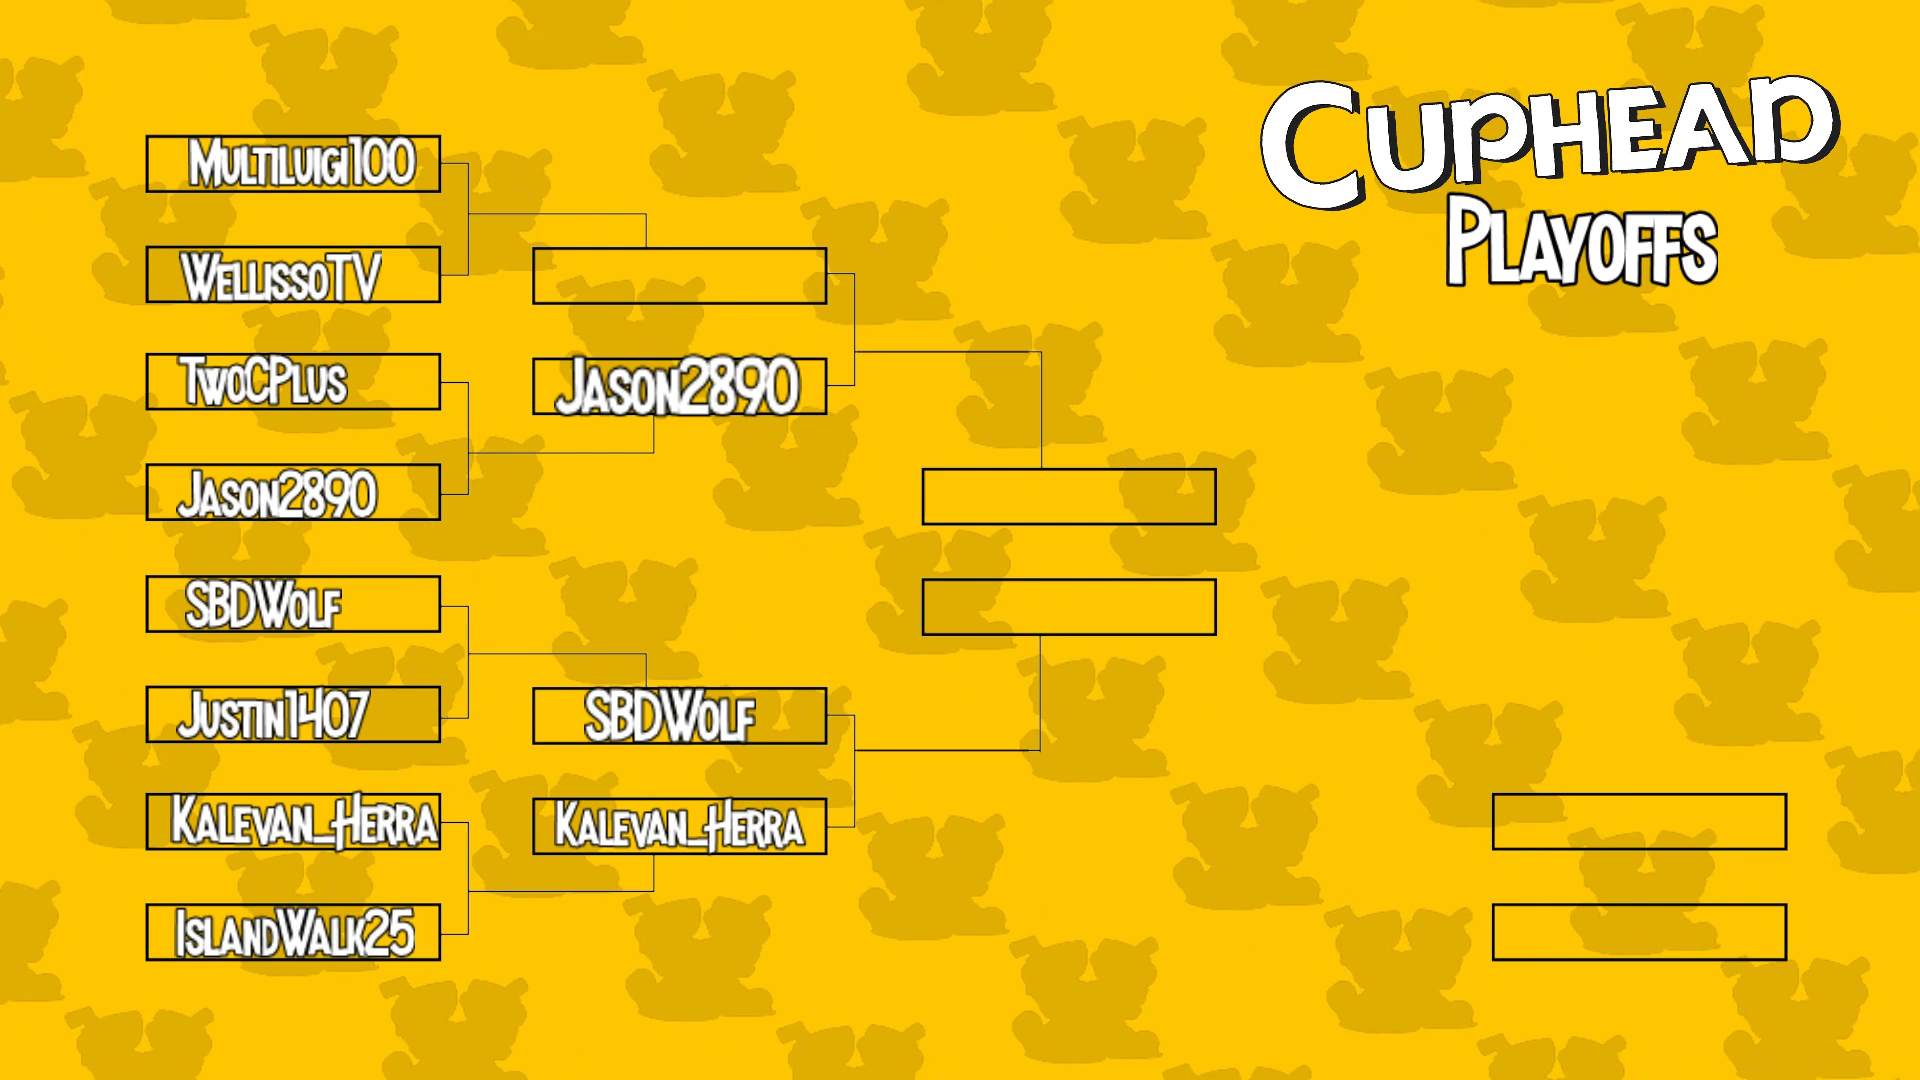 Cuphead
Playoffs
Multiluigi100
WellissoTV
TwoCPlus
Jason2890
SBDWolf
Justin1407
Kalevan_Herra
IslandWalk25
Jason2890
SBDWolf
Kalevan_Herra